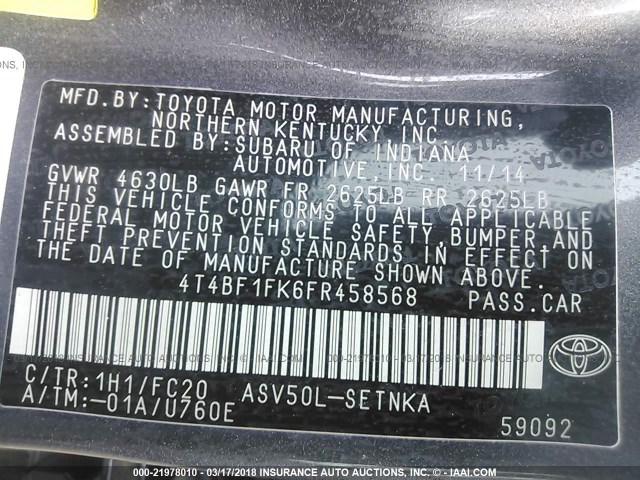 MFD.BY:TOYOTA MOTOR MANUFACTURING,
NORTHERN KENTUCKY INC.
ASSEMBLED BY:SUBARU OF INDIANA
AUTOMOTIVE,INC. 11/14
GVWR 4630LB GAWR FR 2625LB RR 2625LB
THIS VEHICLE CONFORMS TO ALL APPLICABLE
FEDERAL MOTOR VEHICLE SAFETY,BUMPER,AND
THEFT PREVENTION STANDARDS IN EFFECT ON
THE DATE OF MANUFACTURE SHOWN ABOVE.
4T4BF1FK6FR458568 PASS.CAR
C/TR:1H1/FC20 ASV50L-SETNKA
A/TM:-01A/U760E
59092
TOYOTA
000-21978010 - 03/17/2018 INSURANCE AUTO AUCTIONS INC. - © - IAAI.COM